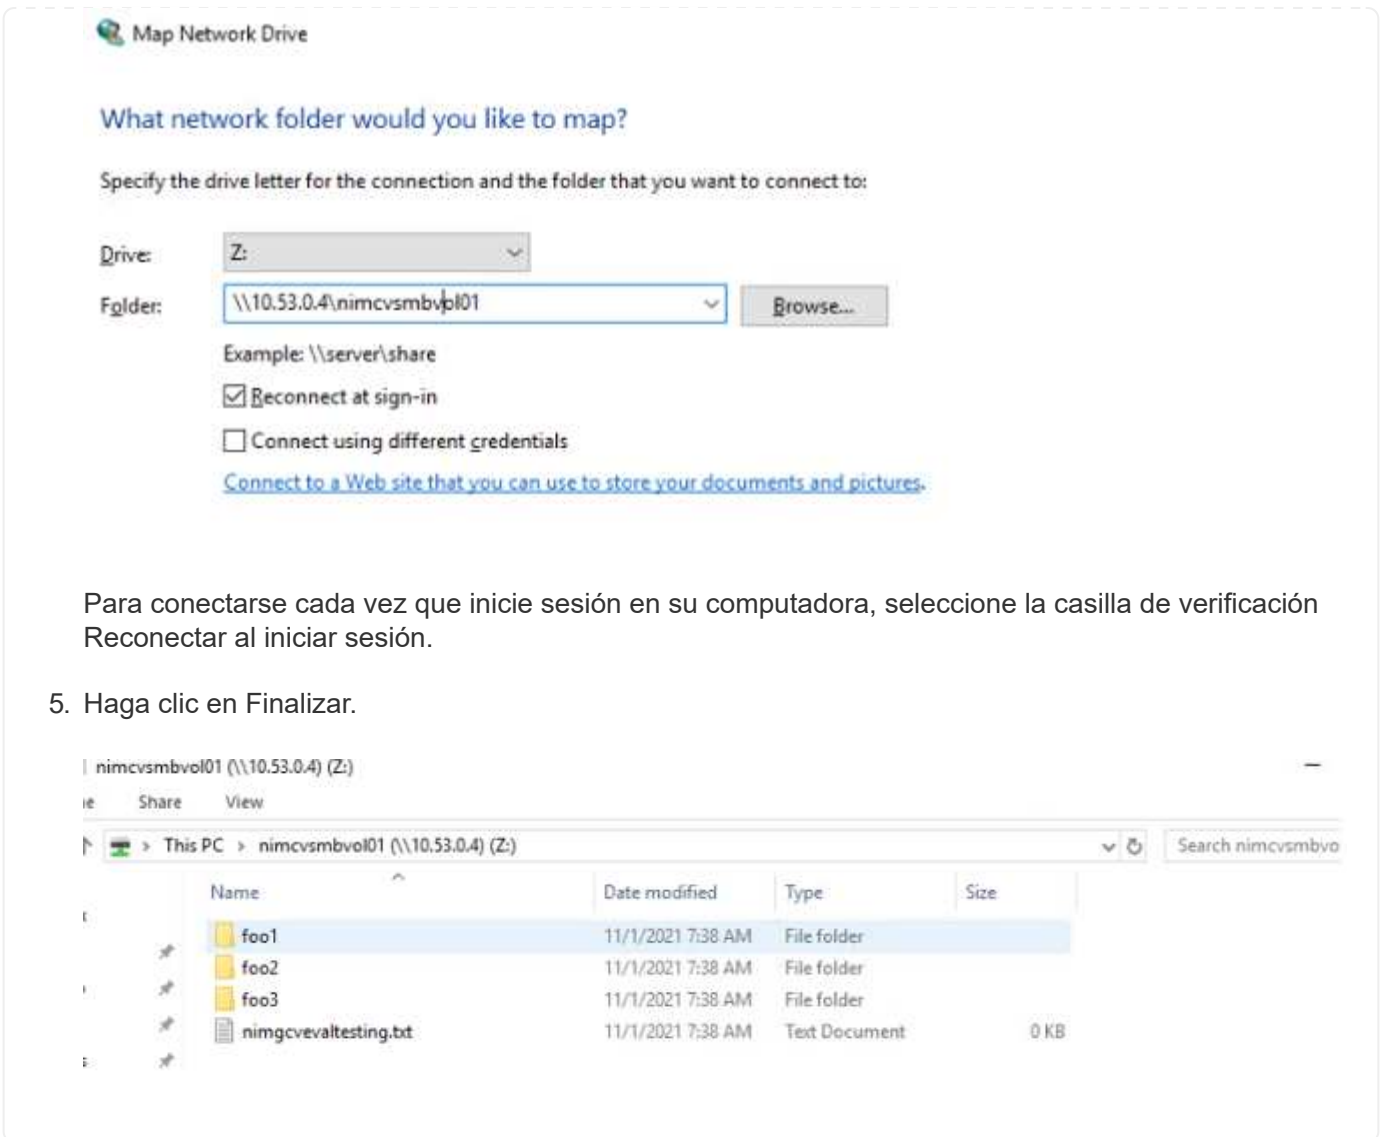 Map Network Drive
What network folder would you like to map?
Specify the drive letter for the connection and the folder that you want to connect to:
Drive: Z:
Folder: \\10.53.0.4\nimcvsmbvol01 Browse...
Example: \\server\share
Reconnect at sign-in
Connect using different credentials
Connect to a Web site that you can use to store your documents and pictures.
Para conectarse cada vez que inicie sesión en su computadora, seleccione la casilla de verificación
Reconectar al iniciar sesión.
5. Haga clic en Finalizar.
nimcvsmbvol01 (\\10.53.0.4) (Z:)
Share View
This PC > nimcvsmbvol01 (\\10.53.0.4) (Z:) Search nimcvsmbvo
Name Date modified Type Size
foo1 11/1/2021 7:38 AM File folder
foo2 11/1/2021 7:38 AM File folder
foo3 11/1/2021 7:38 AM File folder
nimgcvevaltesting.txt 11/1/2021 7:38 AM Text Document 0 KB